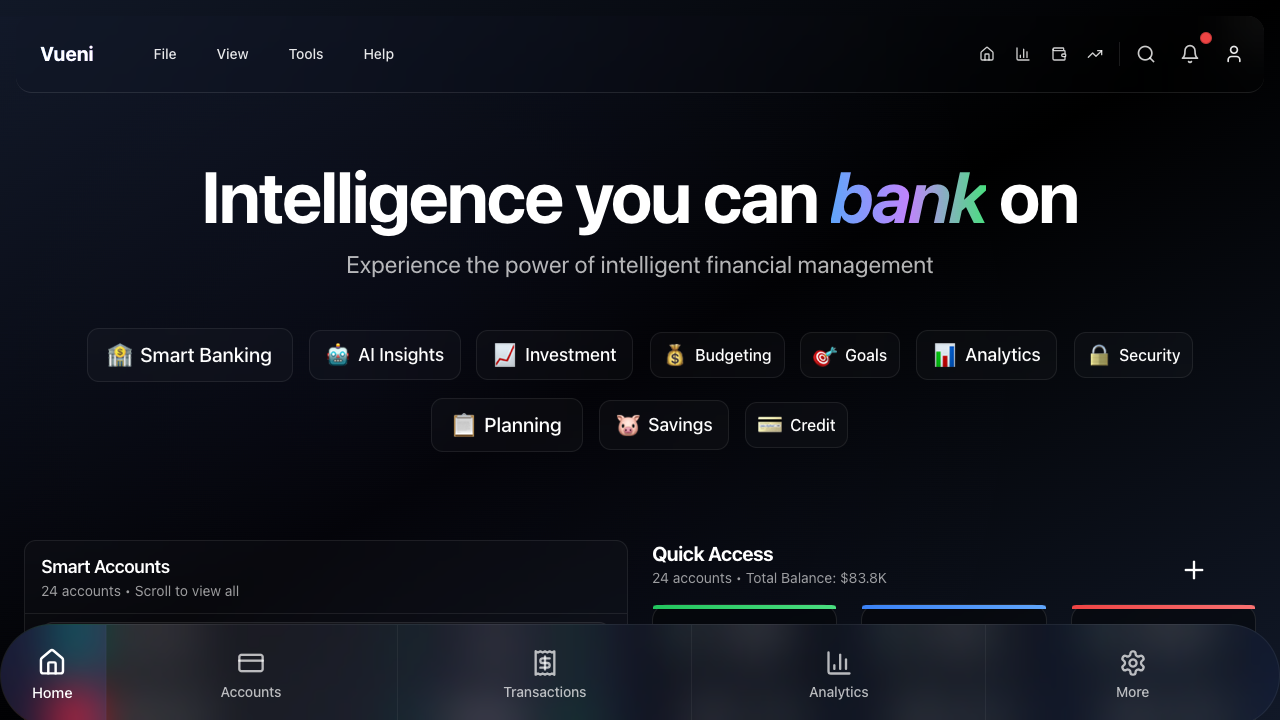 Vueni File View Tools Help
Intelligence you can bank on
Experience the power of intelligent financial management
Smart Banking AI Insights Investment Budgeting Goals Analytics Security
Planning Savings Credit
Smart Accounts
24 accounts • Scroll to view all
Quick Access
24 accounts • Total Balance: $83.8K
Home Accounts Transactions Analytics More